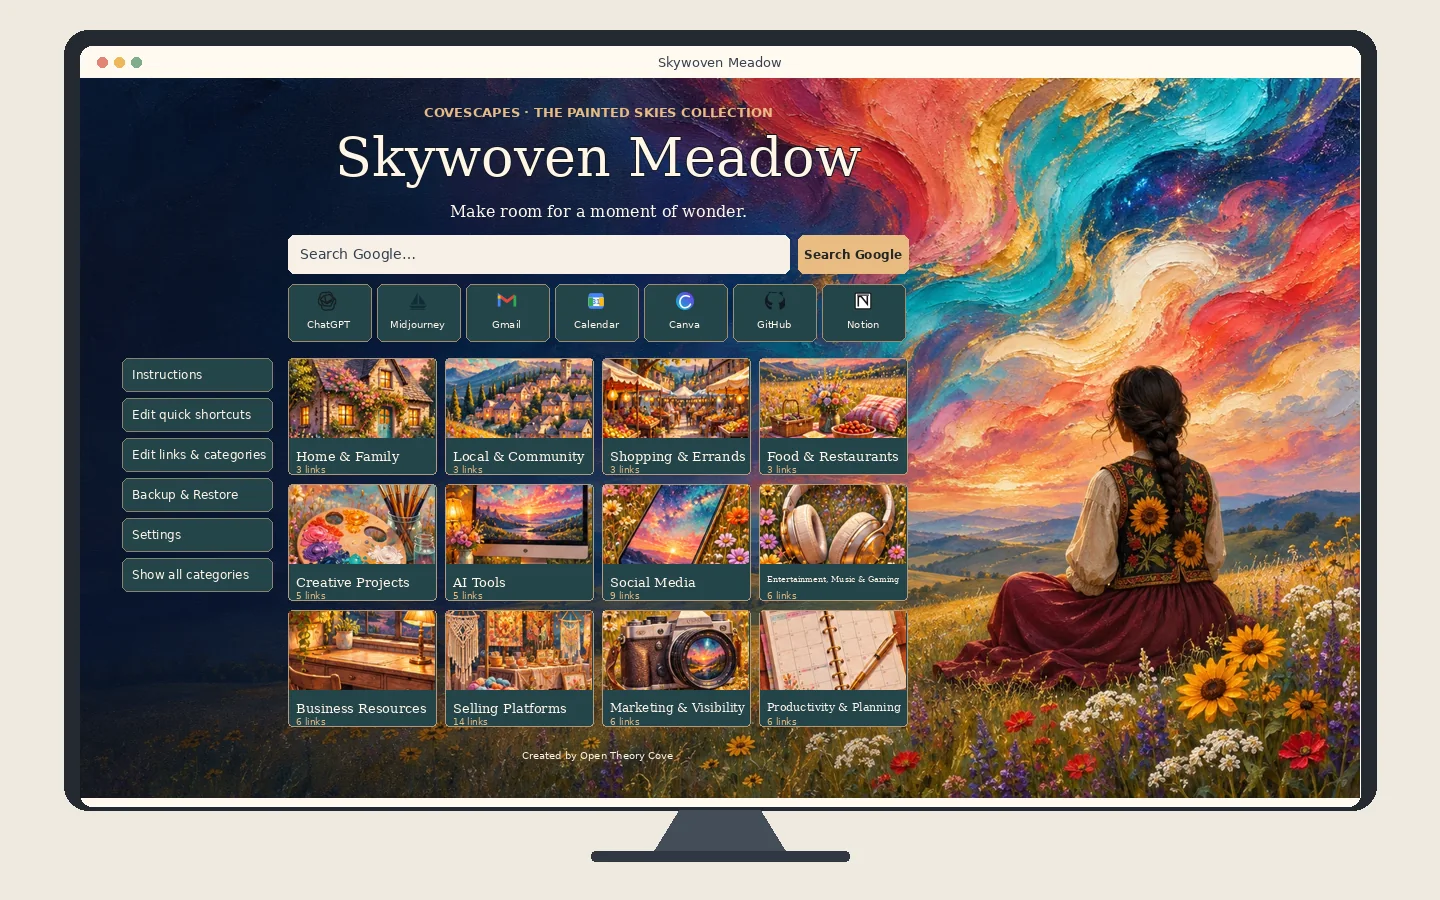 Skywoven Meadow
COVESCAPES · THE PAINTED SKIES COLLECTION
Skywoven Meadow
Make room for a moment of wonder.
Search Google...
Search Google
ChatGPT
Midjourney
Gmail
Calendar
Canva
GitHub
Notion
Instructions
Edit quick shortcuts
Edit links & categories
Backup & Restore
Settings
Show all categories
Home & Family
3 links
Local & Community
3 links
Shopping & Errands
3 links
Food & Restaurants
3 links
Creative Projects
5 links
AI Tools
5 links
Social Media
9 links
Entertainment, Music & Gaming
6 links
Business Resources
6 links
Selling Platforms
14 links
Marketing & Visibility
6 links
Productivity & Planning
6 links
Created by Open Theory Cove